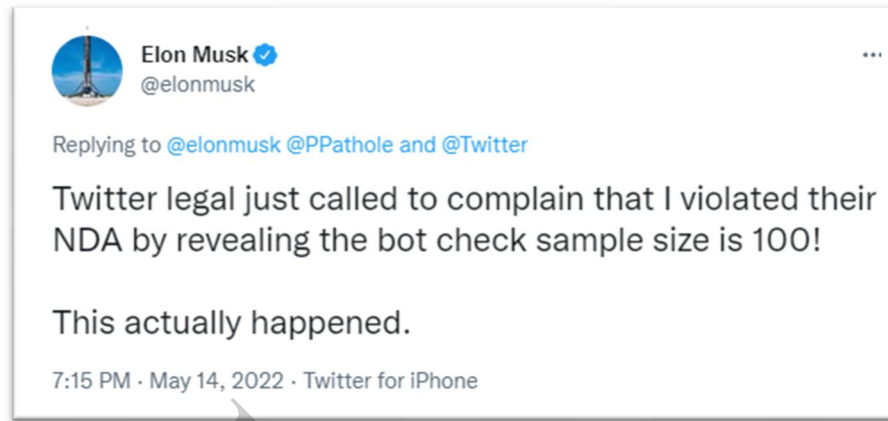 Elon Musk
@elonmusk
Replying to @elonmusk @PPathole and @Twitter
Twitter legal just called to complain that I violated their
NDA by revealing the bot check sample size is 100!
This actually happened.
7:15 PM · May 14, 2022 · Twitter for iPhone